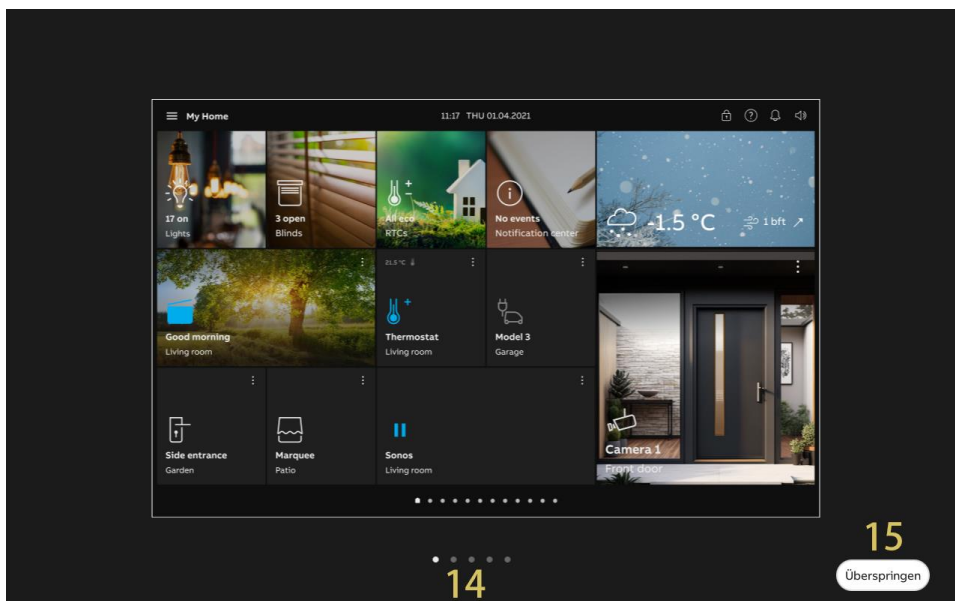 My Home
11:17 THU 01.04.2021
17 on
Lights
3 open
Blinds
All eco
RTCs
No events
Notification center
-1.5 °C
1 bft
Good morning
Living room
21.5 °C
Thermostat
Living room
Model 3
Garage
Side entrance
Garden
Marquee
Patio
Sonos
Living room
Camera 1
Front door
14
15
Überspringen